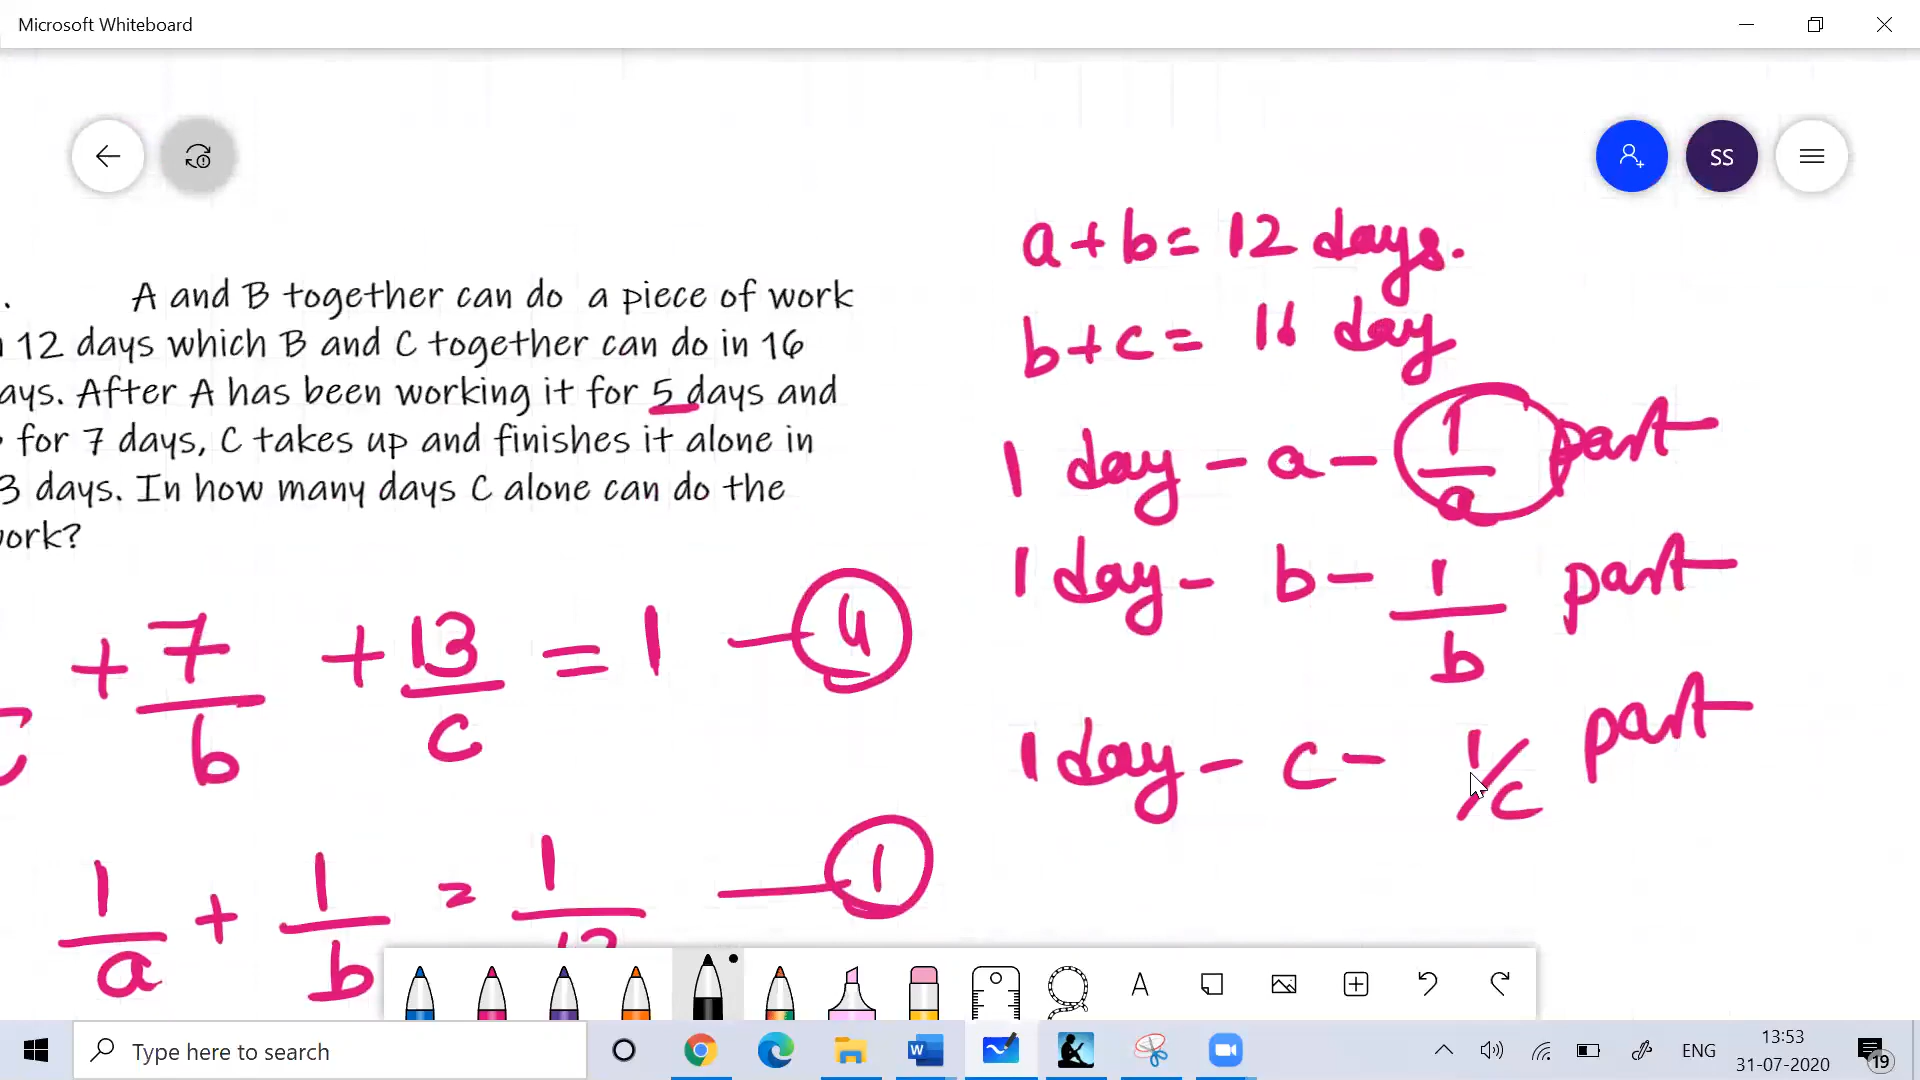 Microsoft Whiteboard
SS
a + b = 12 days.
b + c = 16 day
. A and B together can do a piece of work
12 days which B and C together can do in 16
ays. After A has been working it for 5 days and
for 7 days, C takes up and finishes it alone in
3 days. In how many days C alone can do the
work?
1 day - a - 1/a part
1 day - b - 1/b part
1 day - c - 1/c part
+ 7/b + 13/c = 1 — 4
1/a + 1/b = 1/12 — 1
A
Type here to search
W
ENG
13:53
31-07-2020
19